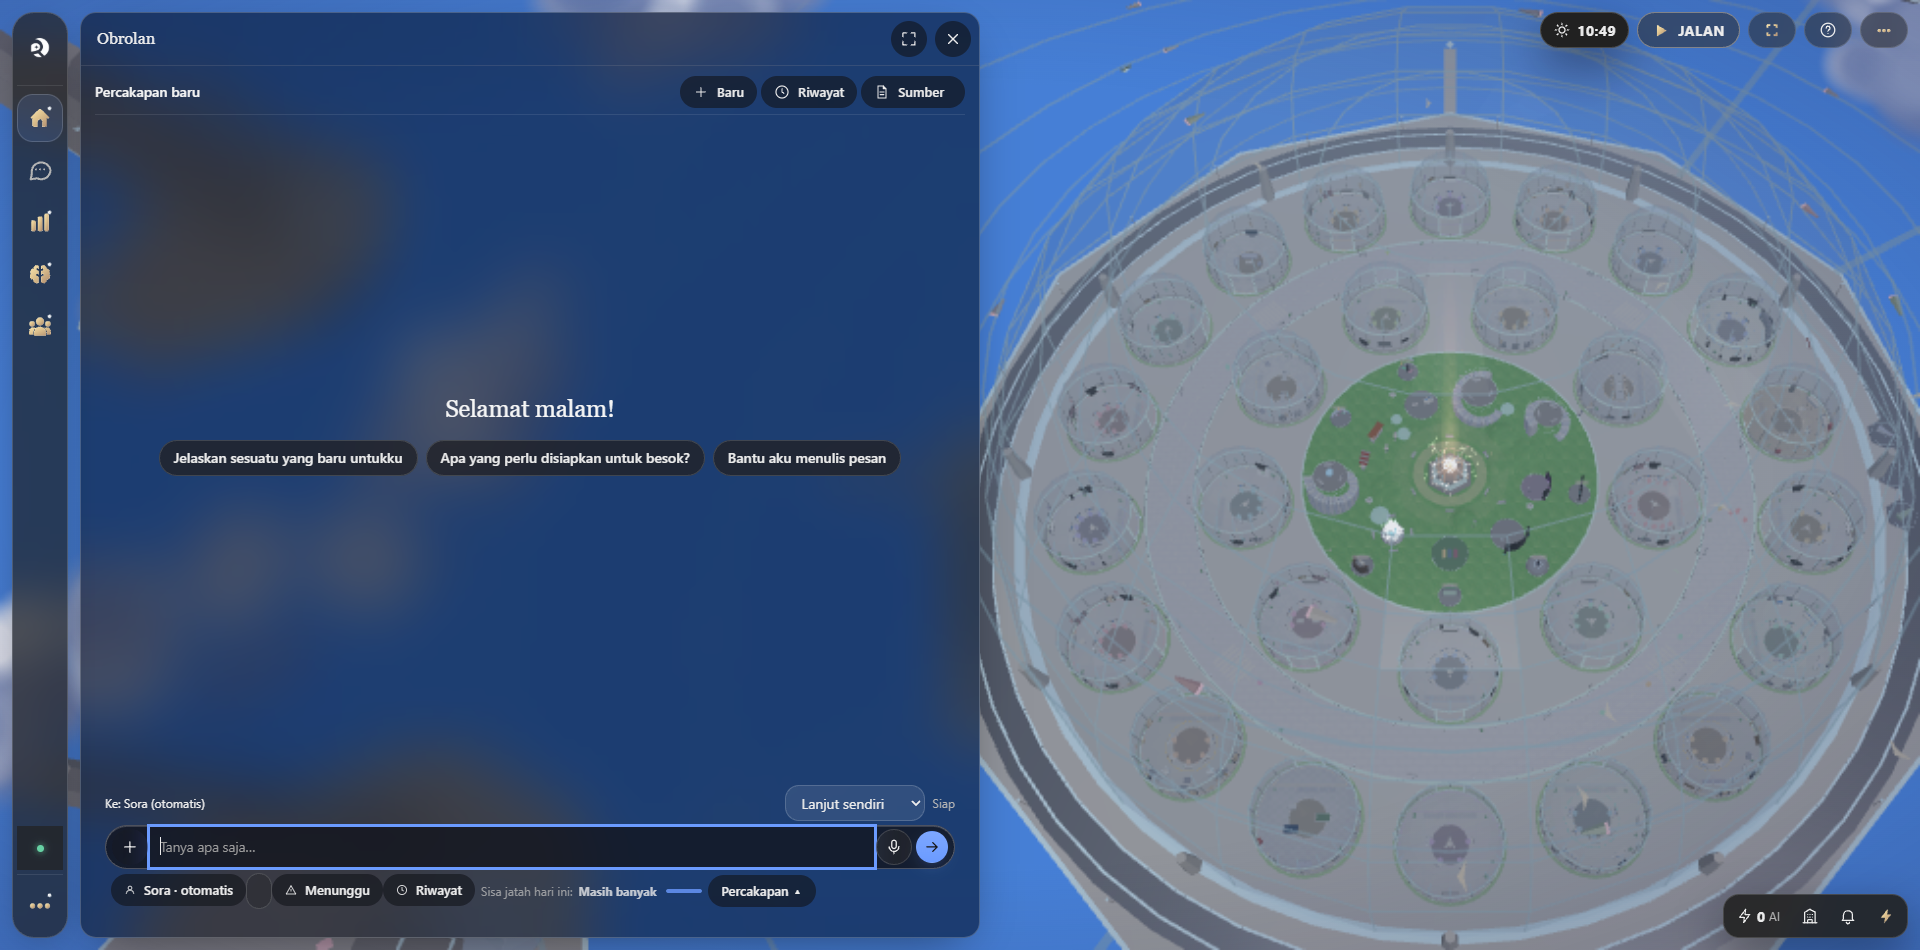 Obrolan
10:49
JALAN
Percakapan baru
Baru
Riwayat
Sumber
Selamat malam!
Jelaskan sesuatu yang baru untukku
Apa yang perlu disiapkan untuk besok?
Bantu aku menulis pesan
Ke: Sora (otomatis)
Lanjut sendiri
Siap
Tanya apa saja...
Sora · otomatis
Menunggu
Riwayat
Sisa jatah hari ini: Masih banyak
Percakapan
0 AI